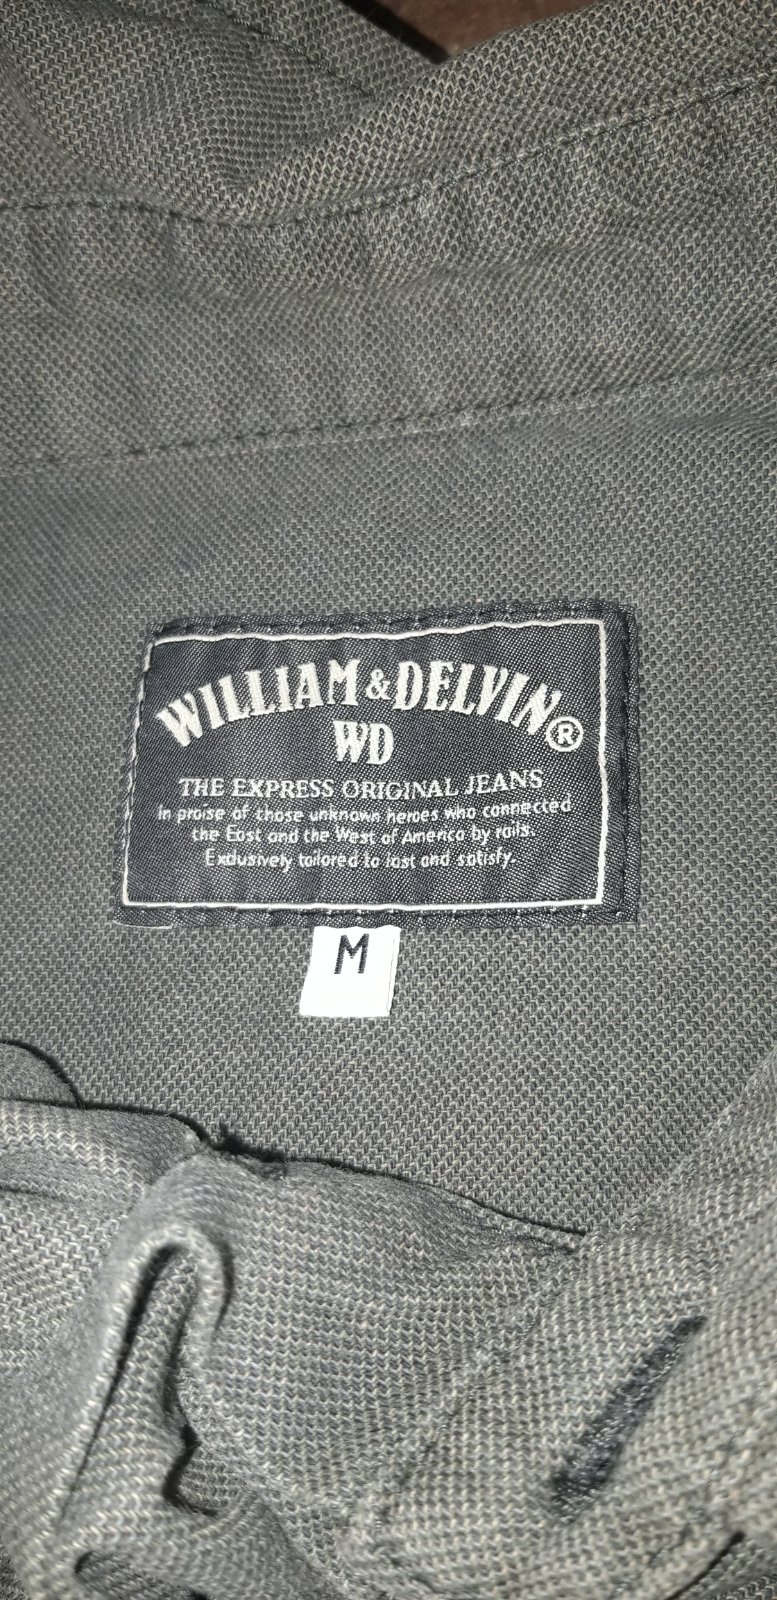 WILLIAM & DELVIN®
WD
THE EXPRESS ORIGINAL JEANS
In praise of those unknown heroes who connected
the East and the West of America by rails.
Exclusively tailored to last and satisfy.
M